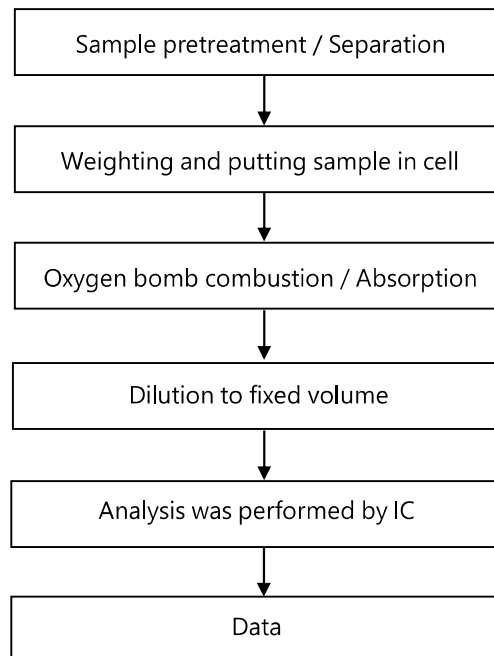 Sample pretreatment / Separation
Weighting and putting sample in cell
Oxygen bomb combustion / Absorption
Dilution to fixed volume
Analysis was performed by IC
Data